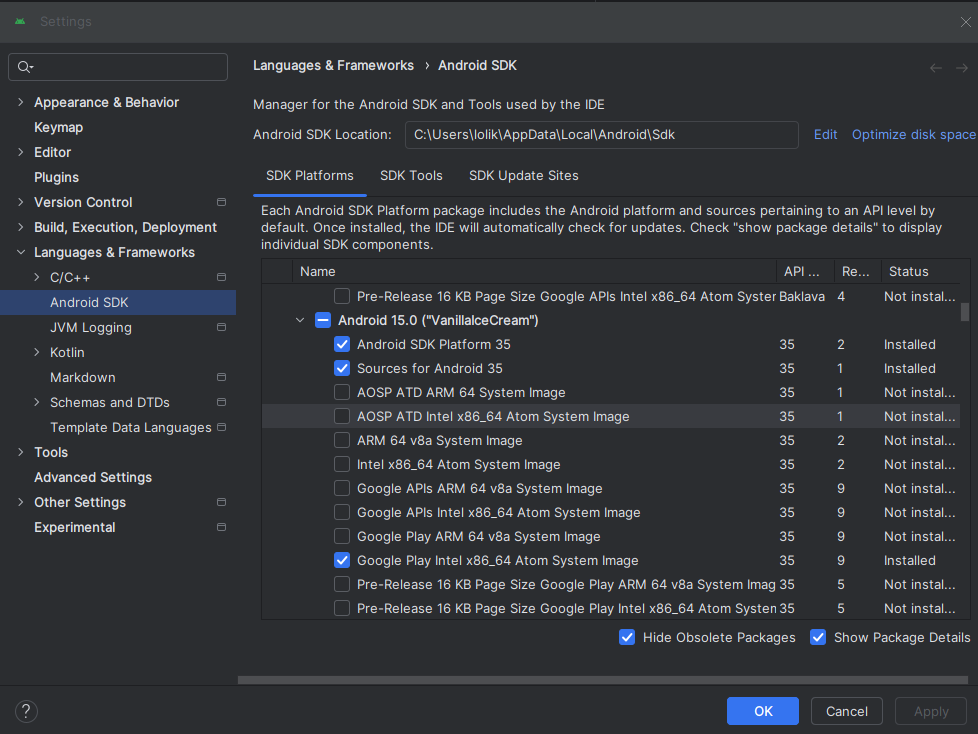 Settings
Languages & Frameworks › Android SDK
Appearance & Behavior
Keymap
Editor
Plugins
Version Control
Build, Execution, Deployment
Languages & Frameworks
C/C++
Android SDK
JVM Logging
Kotlin
Markdown
Schemas and DTDs
Template Data Languages
Tools
Advanced Settings
Other Settings
Experimental
Manager for the Android SDK and Tools used by the IDE
Android SDK Location: C:\Users\lolik\AppData\Local\Android\Sdk Edit Optimize disk space
SDK Platforms SDK Tools SDK Update Sites
Each Android SDK Platform package includes the Android platform and sources pertaining to an API level by
default. Once installed, the IDE will automatically check for updates. Check "show package details" to display
individual SDK components.
Name API ... Re... Status
Pre-Release 16 KB Page Size Google APIs Intel x86_64 Atom System Baklava 4 Not instal...
Android 15.0 ("VanillaIceCream")
Android SDK Platform 35 35 2 Installed
Sources for Android 35 35 1 Installed
AOSP ATD ARM 64 System Image 35 1 Not instal...
AOSP ATD Intel x86_64 Atom System Image 35 1 Not instal...
ARM 64 v8a System Image 35 2 Not instal...
Intel x86_64 Atom System Image 35 2 Not instal...
Google APIs ARM 64 v8a System Image 35 9 Not instal...
Google APIs Intel x86_64 Atom System Image 35 9 Not instal...
Google Play ARM 64 v8a System Image 35 9 Not instal...
Google Play Intel x86_64 Atom System Image 35 9 Installed
Pre-Release 16 KB Page Size Google Play ARM 64 v8a System Imag 35 5 Not instal...
Pre-Release 16 KB Page Size Google Play Intel x86_64 Atom System 35 5 Not instal...
Hide Obsolete Packages Show Package Details
? OK Cancel Apply